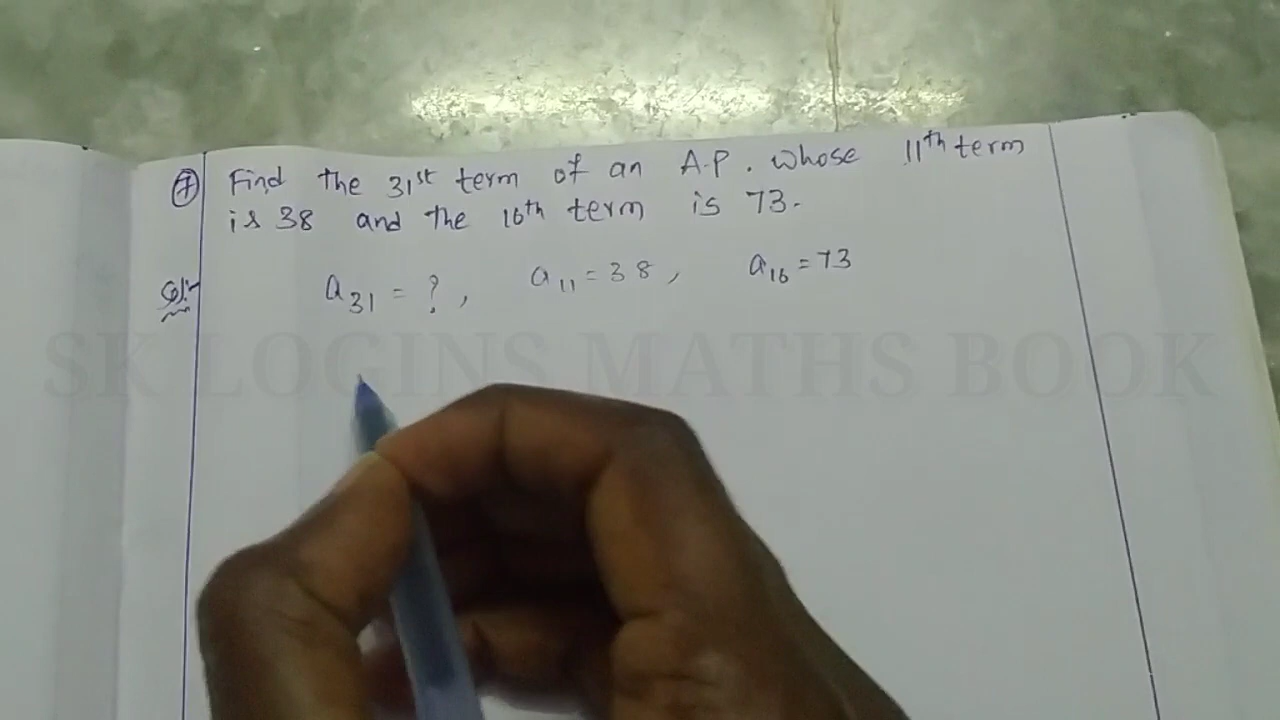 7 Find the 31st term of an A.P. whose 11th term
is 38 and the 16th term is 73.
Sol:- a31 = ?, a11 = 38, a16 = 73
SK LOGINS MATHS BOOK